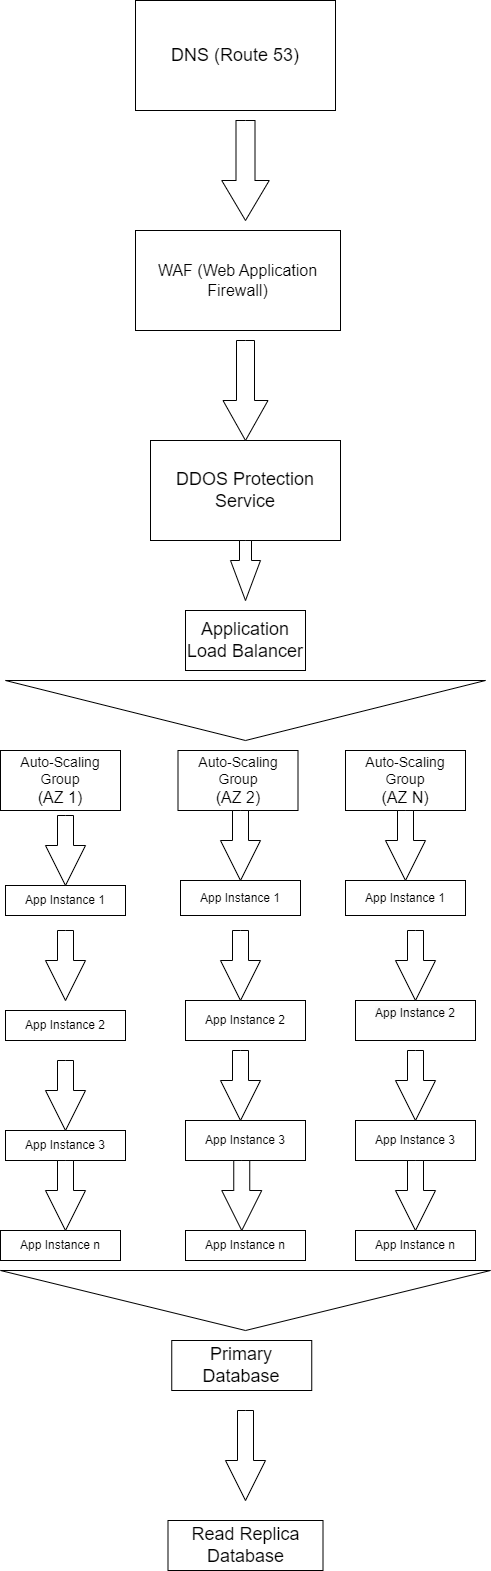 DNS (Route 53)
WAF (Web Application
Firewall)
DDOS Protection
Service
Application
Load Balancer
Auto-Scaling
Group
(AZ 1)
Auto-Scaling
Group
(AZ 2)
Auto-Scaling
Group
(AZ N)
App Instance 1
App Instance 1
App Instance 1
App Instance 2
App Instance 2
App Instance 2
App Instance 3
App Instance 3
App Instance 3
App Instance n
App Instance n
App Instance n
Primary
Database
Read Replica
Database